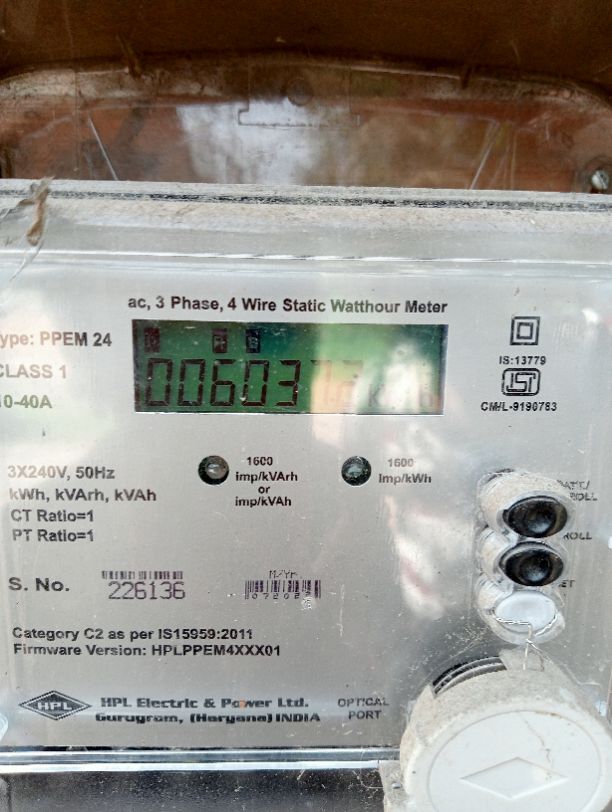 ac, 3 Phase, 4 Wire Static Watthour Meter
ype: PPEM 24
CLASS 1
10-40A
006037
IS:13779
CM/L-9190783
3X240V, 50Hz
kWh, kVArh, kVAh
CT Ratio=1
PT Ratio=1
1600
imp/kVArh
or
imp/kVAh
1600
imp/kWh
ROLL
S. No.
226136
M/YR
Category C2 as per IS15959:2011
Firmware Version: HPLPPEM4XXX01
HPL
HPL Electric & Power Ltd.
Gurugram, (Haryana) INDIA
OPTICAL
PORT